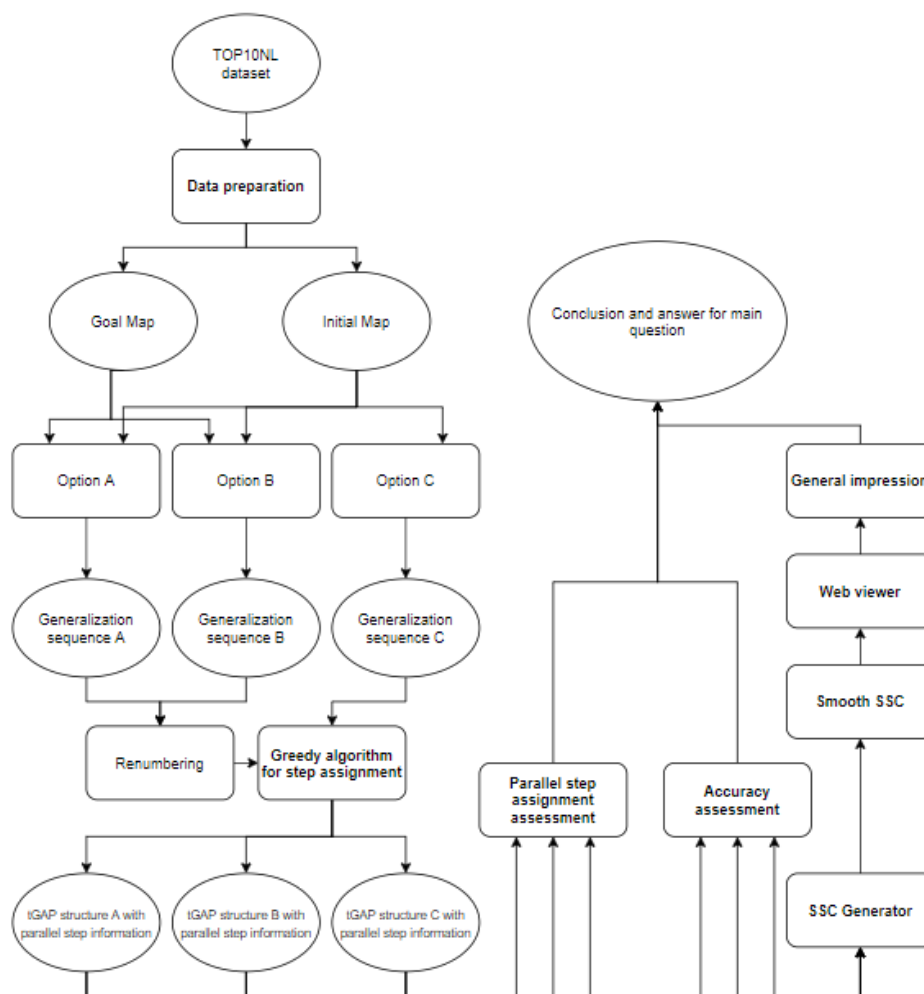 TOP10NL
dataset
Data preparation
Goal Map
Initial Map
Conclusion and answer for main
question
Option A
Option B
Option C
General impression
Generalization
sequence A
Generalization
sequence B
Generalization
sequence C
Web viewer
Smooth SSC
Renumbering
Greedy algorithm
for step assignment
Parallel step
assignment
assessment
Accuracy
assessment
tGAP structure A with
parallel step information
tGAP structure B with
parallel step information
tGAP structure C with
parallel step information
SSC Generator